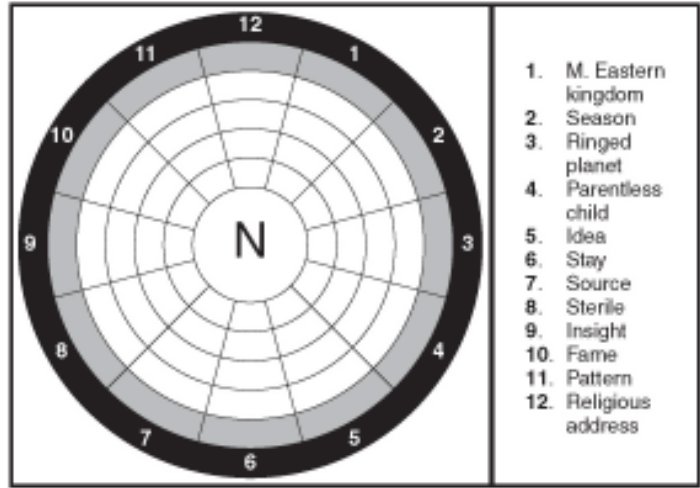 12
11
1
10
2
N
9
3
8
4
7
5
6
1. M. Eastern
kingdom
2. Season
3. Ringed
planet
4. Parentless
child
5. Idea
6. Stay
7. Source
8. Sterile
9. Insight
10. Fame
11. Pattern
12. Religious
address